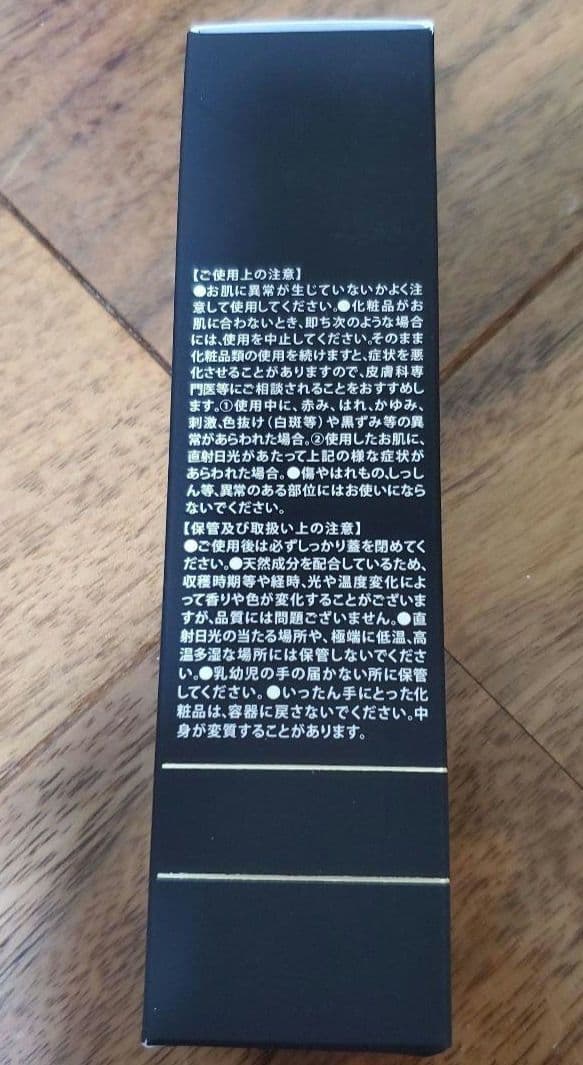 【ご使用上の注意】
●お肌に異常が生じていないかよく注
意して使用してください。●化粧品がお
肌に合わないとき、即ち次のような場合
には、使用を中止してください。そのまま
化粧品類の使用を続けますと、症状を悪
化させることがありますので、皮膚科専
門医等にご相談されることをおすすめし
ます。①使用中に、赤み、はれ、かゆみ、
刺激、色抜け(白斑等)や黒ずみ等の異
常があらわれた場合。②使用したお肌に、
直射日光があたって上記の様な症状が
あらわれた場合。●傷やはれもの、しっし
ん等、異常のある部位にはお使いになら
ないでください。
【保管及び取扱い上の注意】
●ご使用後は必ずしっかり蓋を閉めてく
ださい。●天然成分を配合しているため、
収穫時期等や経時、光や温度変化によ
って香りや色が変化することがございま
すが、品質には問題ございません。●直
射日光の当たる場所や、極端に低温、高
温多湿な場所には保管しないでくださ
い。●乳幼児の手の届かない所に保管
してください。●いったん手にとった化
粧品は、容器に戻さないでください。中
身が変質することがあります。